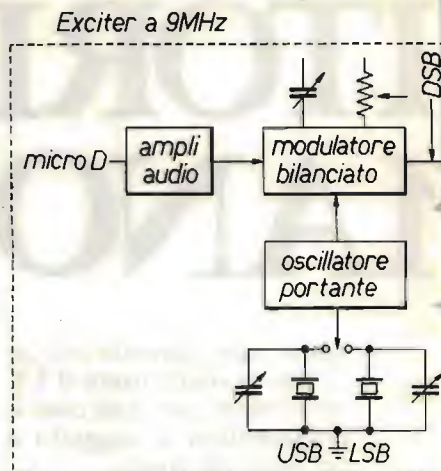 Exciter a 9MHz
micro D
ampli
audio
modulatore
bilanciato
DSB
oscillatore
portante
USB
LSB